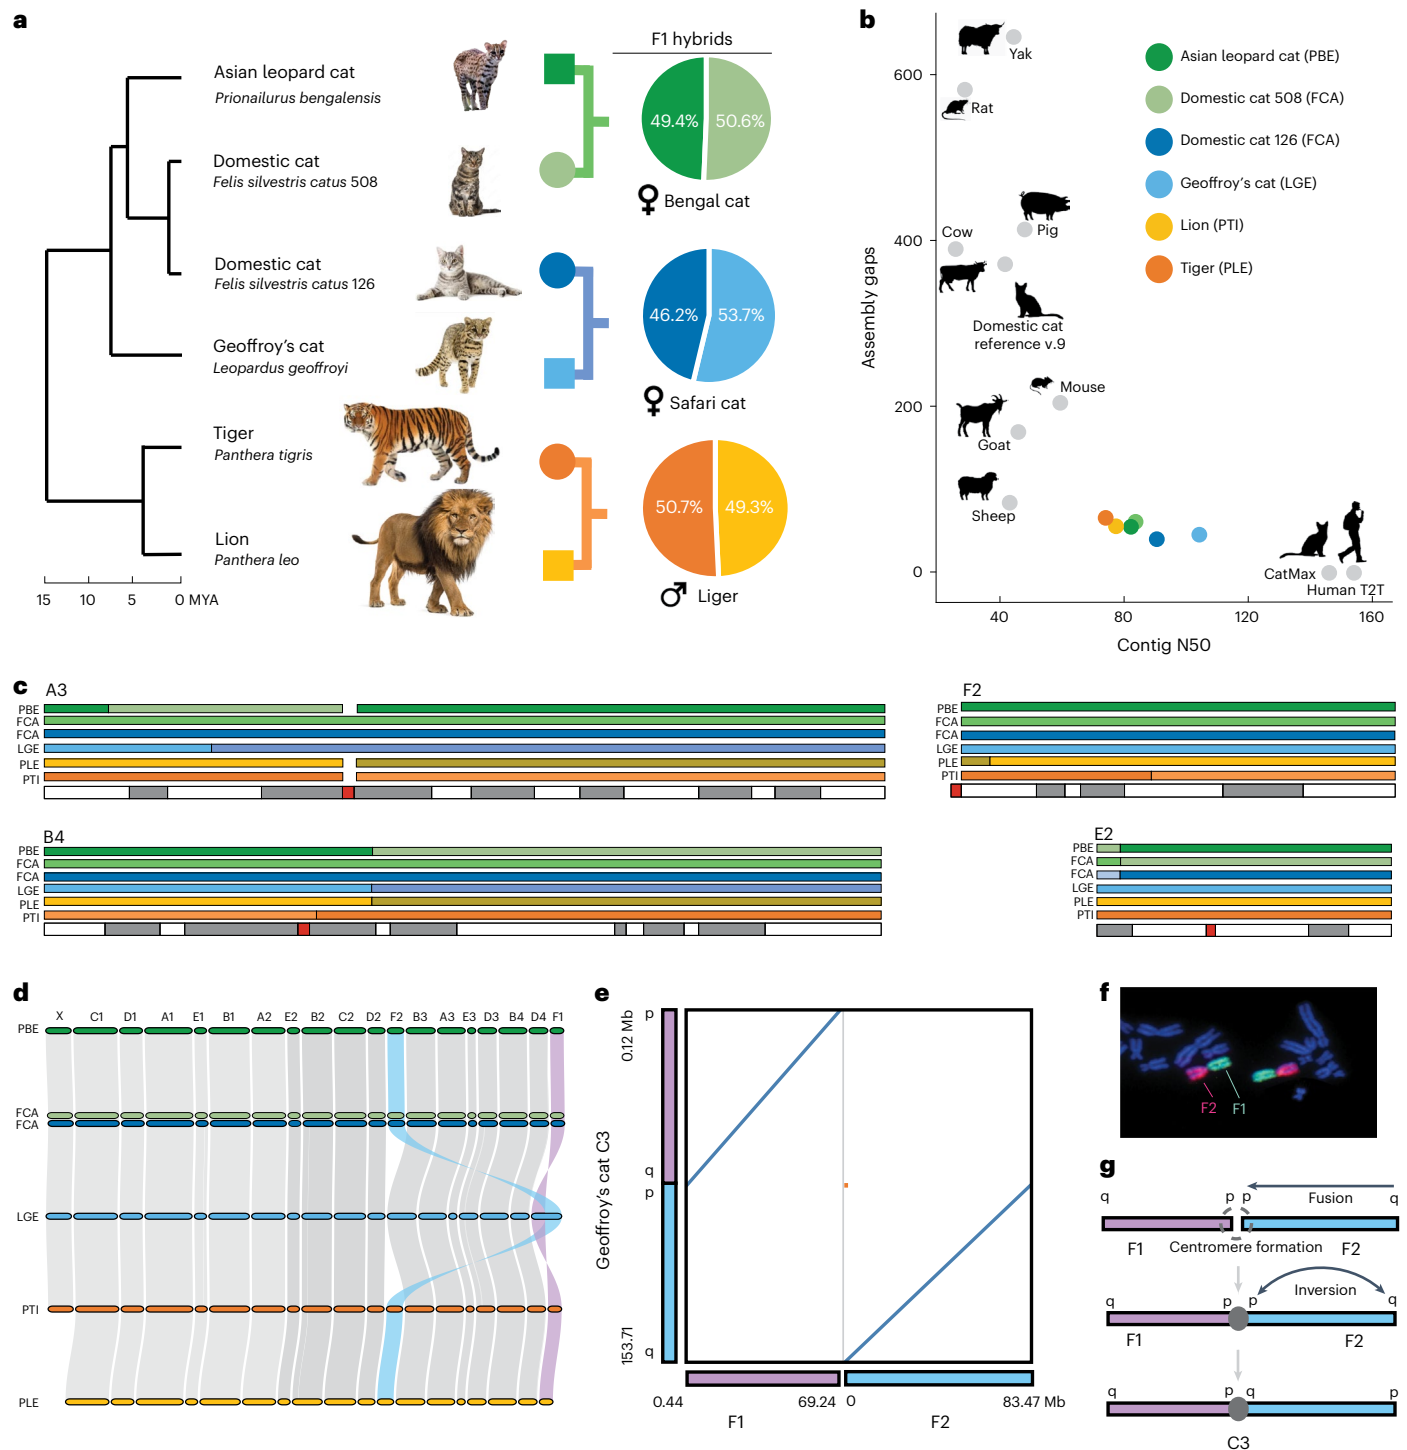 a
F1 hybrids
Asian leopard cat
Prionailurus bengalensis
49.4%
50.6%
Bengal cat
Domestic cat
Felis silvestris catus 508
Domestic cat
Felis silvestris catus 126
46.2%
53.7%
Safari cat
Geoffroy's cat
Leopardus geoffroyi
Tiger
Panthera tigris
50.7%
49.3%
Liger
Lion
Panthera leo
15 10 5 0 MYA
b
Assembly gaps
600
400
200
0
40 80 120 160
Contig N50
Yak
Rat
Pig
Cow
Domestic cat
reference v.9
Mouse
Goat
Sheep
CatMax
Human T2T
Asian leopard cat (PBE)
Domestic cat 508 (FCA)
Domestic cat 126 (FCA)
Geoffroy's cat (LGE)
Lion (PTI)
Tiger (PLE)
c
A3
PBE
FCA
FCA
LGE
PLE
PTI
F2
PBE
FCA
FCA
LGE
PLE
PTI
B4
PBE
FCA
FCA
LGE
PLE
PTI
E2
PBE
FCA
FCA
LGE
PLE
PTI
d
X C1 D1 A1 E1 B1 A2 E2 B2 C2 D2 F2 B3 A3 E3 D3 B4 D4 F1
PBE
FCA
FCA
LGE
PTI
PLE
e
Geoffroy's cat C3
0.12 Mb
153.71
p
q
p
q
0.44 69.24 0 83.47 Mb
F1 F2
f
F2 F1
g
q p p q
Fusion
F1 Centromere formation F2
Inversion
q p p q
F1 F2
q p q p
C3